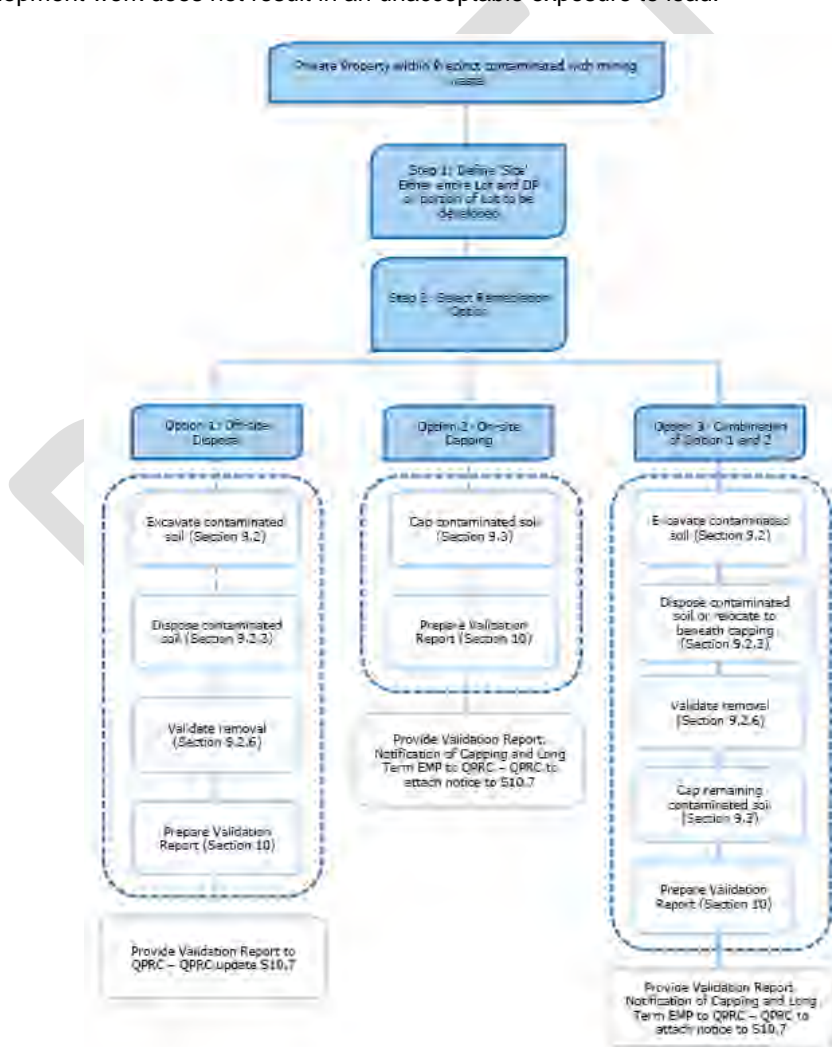 opment work does not result in an unacceptable exposure to lead.
Private Property within Precinct contaminated with mining
waste
Step 1: Define 'Site'
Either entire Lot and DP
or portion of Lot to be
developed
Step 2: Select Remediation
Option
Option 1: Off-site
Disposal
Excavate contaminated
soil (Section 9.2)
Dispose contaminated
soil (Section 9.2.3)
Validate removal
(Section 9.2.6)
Prepare Validation
Report (Section 10)
Provide Validation Report to
QPRC – QPRC update S10.7
Option 2: On-site
Capping
Cap contaminated soil
(Section 9.3)
Prepare Validation
Report (Section 10)
Provide Validation Report,
Notification of Capping and Long
Term EMP to QPRC – QPRC to
attach notice to S10.7
Option 3: Combination
of Option 1 and 2
Excavate contaminated
soil (Section 9.2)
Dispose contaminated
soil or relocate to
beneath capping
(Section 9.2.3)
Validate removal
(Section 9.2.6)
Cap remaining
contaminated soil
(Section 9.3)
Prepare Validation
Report (Section 10)
Provide Validation Report,
Notification of Capping and Long
Term EMP to QPRC – QPRC to
attach notice to S10.7